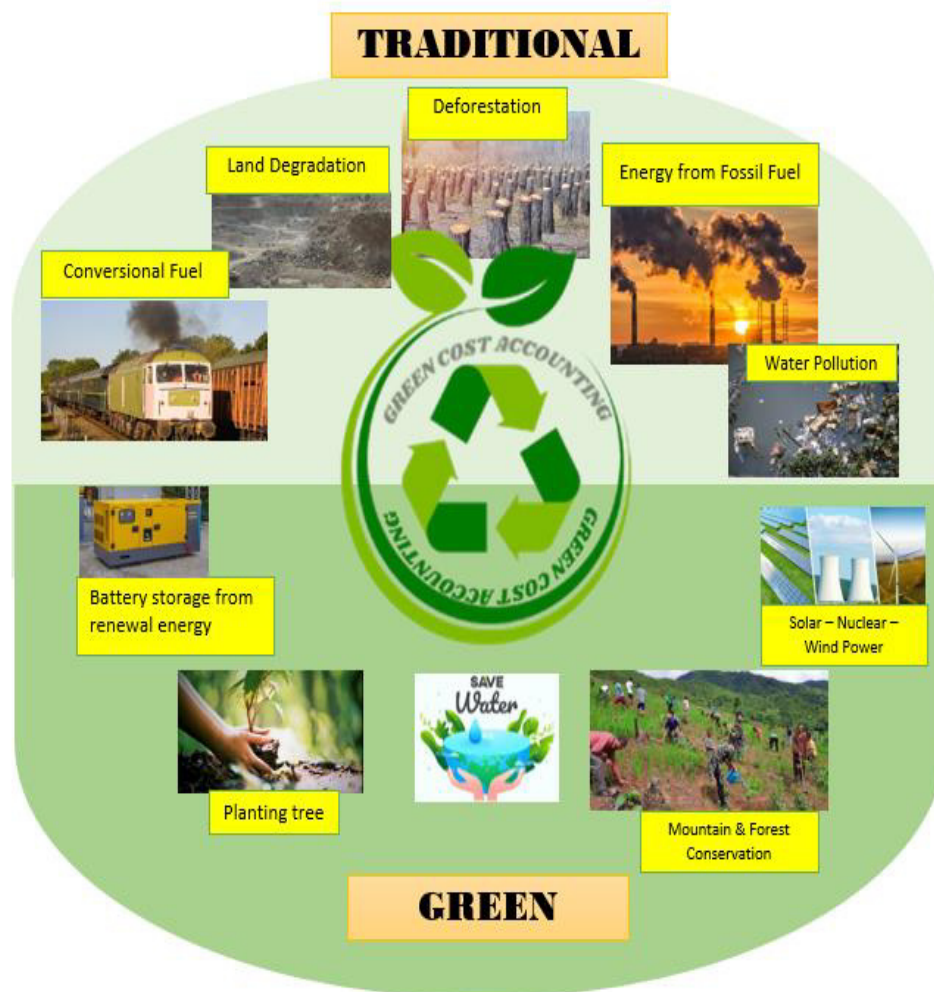 TRADITIONAL
Deforestation
Land Degradation
Energy from Fossil Fuel
Conversional Fuel
Water Pollution
GREEN COST ACCOUNTING
GREEN COST ACCOUNTING
Battery storage from
renewal energy
Solar – Nuclear –
Wind Power
SAVE
Water
Planting tree
Mountain & Forest
Conservation
GREEN